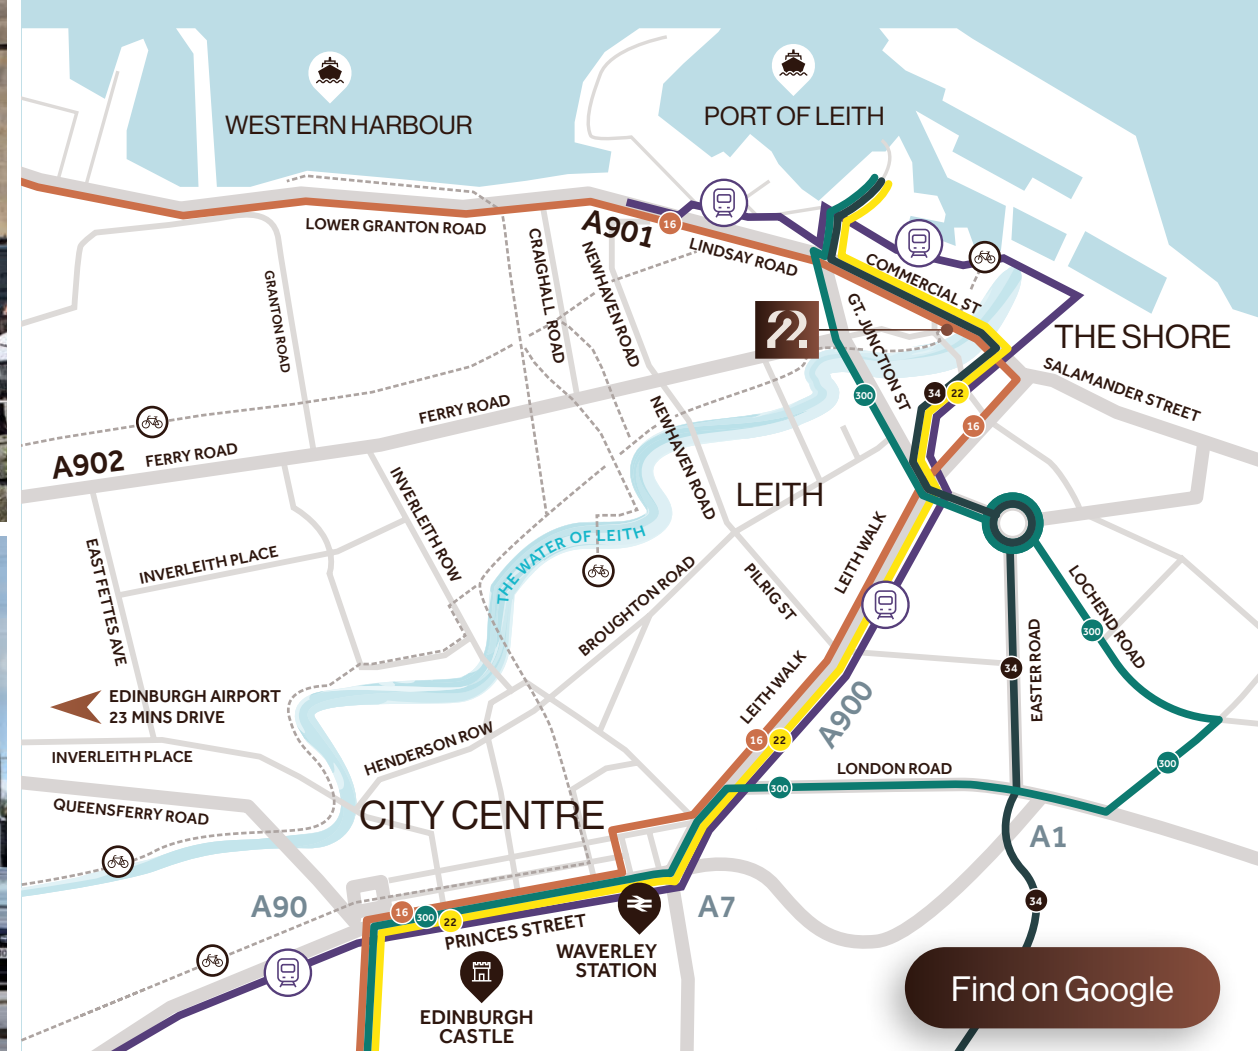 WESTERN HARBOUR
PORT OF LEITH
LOWER GRANTON ROAD
A901
16
LINDSAY ROAD
COMMERCIAL ST
CRAIGHALL ROAD
NEWHAVEN ROAD
GRANTON ROAD
22.
GT. JUNCTION ST
THE SHORE
SALAMANDER STREET
300
34
22
16
FERRY ROAD
A902
FERRY ROAD
NEWHAVEN ROAD
LEITH
INVERLEITH ROW
INVERLEITH PLACE
EAST FETTES AVE
THE WATER OF LEITH
BROUGHTON ROAD
PILRIG ST
LEITH WALK
LOCHEND ROAD
300
EASTER ROAD
34
LEITH WALK
A900
EDINBURGH AIRPORT
23 MINS DRIVE
INVERLEITH PLACE
HENDERSON ROW
16
22
300
LONDON ROAD
300
QUEENSFERRY ROAD
CITY CENTRE
A1
A90
16
300
22
PRINCES STREET
A7
34
WAVERLEY
STATION
EDINBURGH
CASTLE
Find on Google